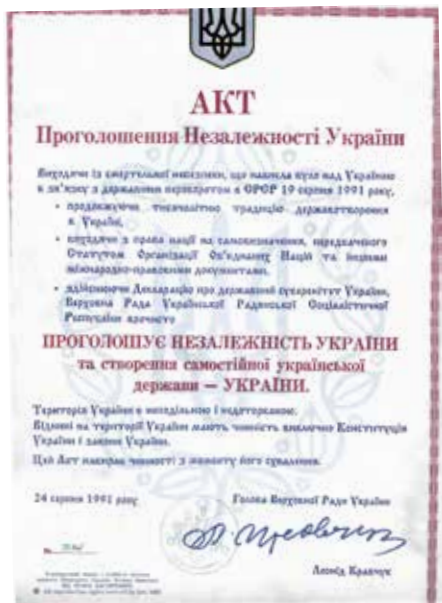 АКТ
Проголошення Незалежності України
Виходячи із смертельної небезпеки, що нависла була над Україною
в зв'язку з державним переворотом в СРСР 19 серпня 1991 року,
• продовжуючи тисячолітню традицію державотворення
в Україні,
• виходячи з права нації на самовизначення, передбаченого
Статутом Організації Об'єднаних Націй та іншими
міжнародно-правовими документами,
• здійснюючи Декларацію про державний суверенітет України,
Верховна Рада Української Радянської Соціалістичної
Республіки врочисто
ПРОГОЛОШУЄ НЕЗАЛЕЖНІСТЬ УКРАЇНИ
та створення самостійної української
держави — УКРАЇНИ.
Територія України є неподільною і недоторканою.
Віднині на території України мають чинність виключно Конституція
України і закони України.
Цей Акт набирає чинності з моменту його схвалення.
24 серпня 1991 року
Голова Верховної Ради України
Леонід Кравчук